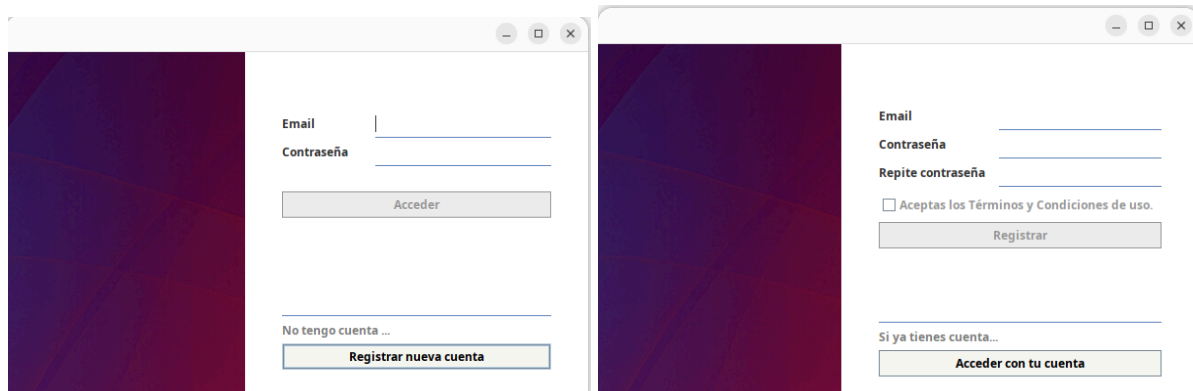 Email
Contraseña
Acceder
No tengo cuenta ...
Registrar nueva cuenta
Email
Contraseña
Repite contraseña
Aceptas los Términos y Condiciones de uso.
Registrar
Si ya tienes cuenta...
Acceder con tu cuenta